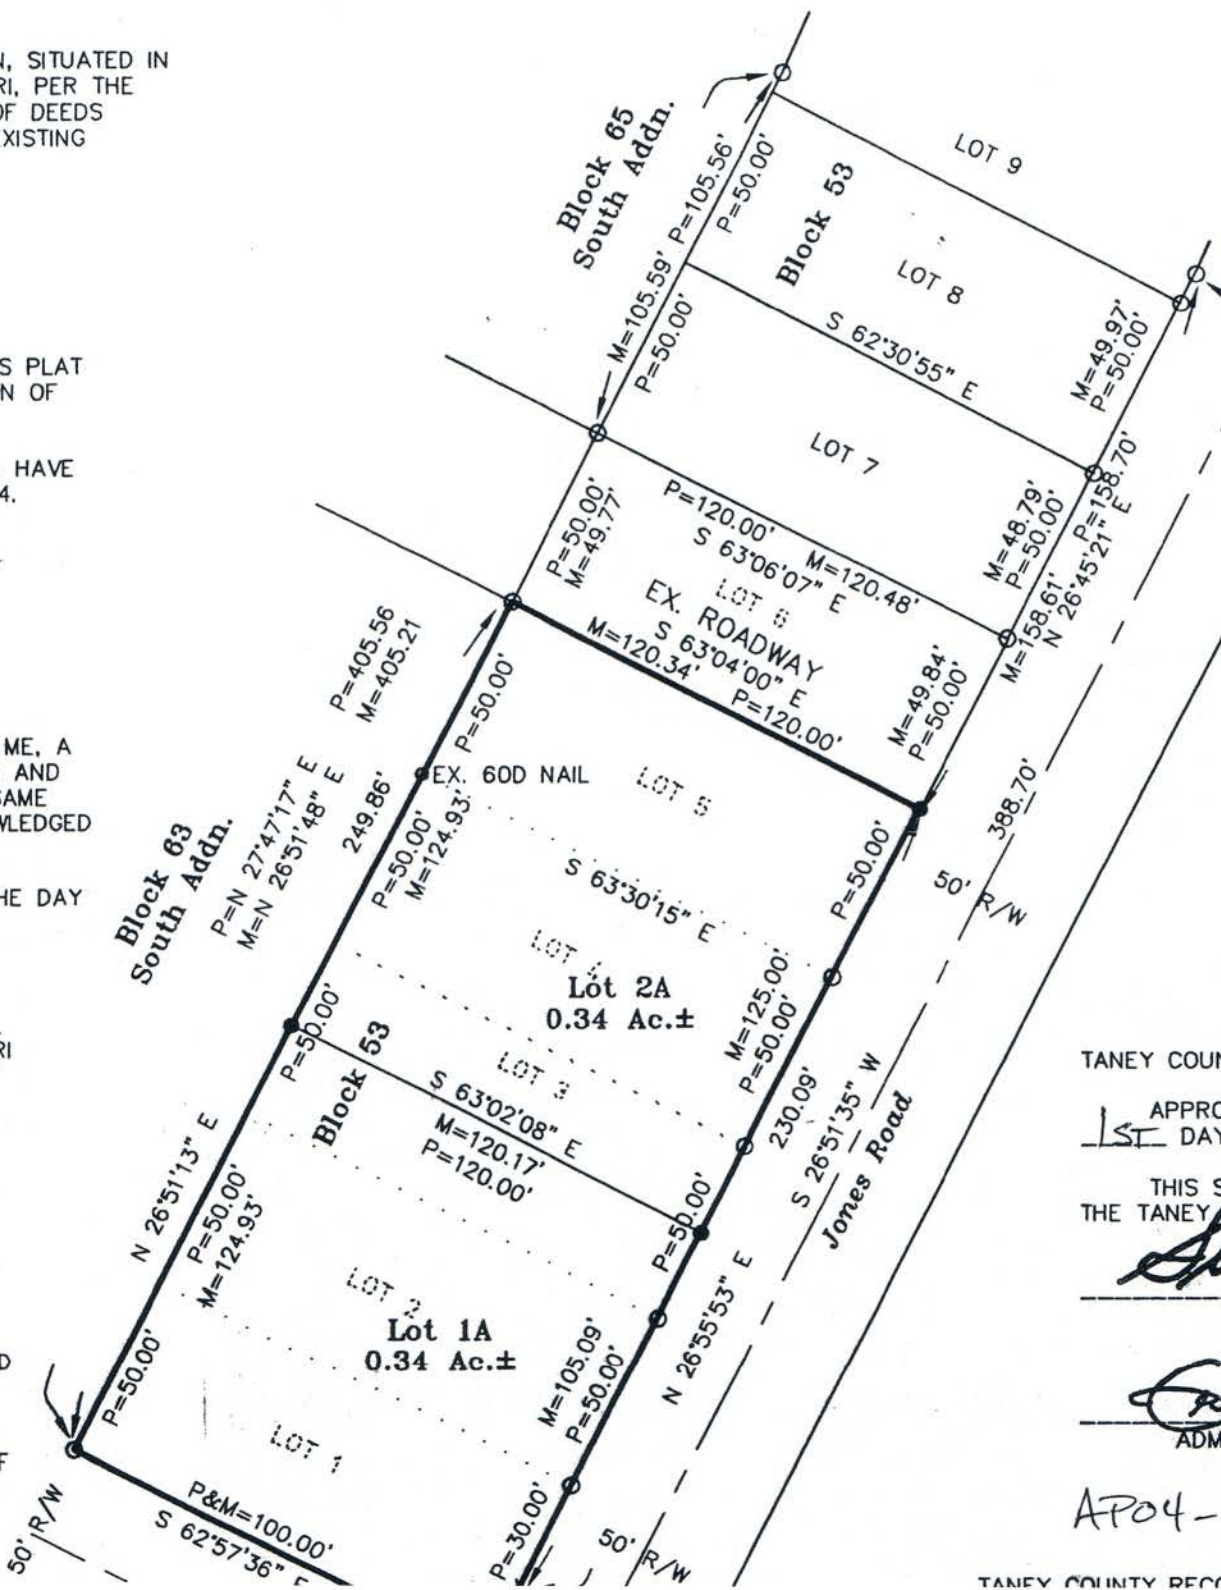 N, SITUATED IN
RI, PER THE
OF DEEDS
EXISTING
S PLAT
N OF
HAVE
4.
ME, A
AND
SAME
WLEDGED
HE DAY
RI
D
F
Block 65
South Addn.
M=105.59' P=105.56'
P=50.00'
Block 53
LOT 9
LOT 8
S 62°30'55" E
M=49.97'
P=50.00'
P=50.00'
LOT 7
P=120.00' M=120.48'
S 63°06'07" E
M=48.79'
P=50.00'
P=158.70'
M=158.61'
N 26°45'21" E
P=50.00'
M=49.77'
LOT 6
EX. ROADWAY
S 63°04'00" E
M=120.34' P=120.00'
M=49.84'
P=50.00'
P=405.56
M=405.21
P=50.00'
EX. 60D NAIL
LOT 5
Block 63
South Addn.
P=N 27°47'17" E
M=N 26°51'48" E
249.86'
P=50.00'
M=124.93'
S 63°30'15" E
P=50.00'
388.70'
50' R/W
LOT 4
Lot 2A
0.34 Ac.±
M=125.00'
P=50.00'
P=50.00'
Block 53
LOT 3
S 63°02'08" E
M=120.17'
P=120.00'
230.09'
S 26°51'35" W
Jones Road
N 26°51'13" E
P=50.00'
M=124.93'
P=50.00'
N 26°55'53" E
LOT 2
Lot 1A
0.34 Ac.±
M=105.09'
P=50.00'
P=50.00'
LOT 1
P&M=100.00'
S 62°57'36" E
P=30.00'
50' R/W
50' R/W
TANEY COUN
APPRO
1ST DAY
THIS S
THE TANEY
ADM
AP04-
TANEY COUNTY RECO